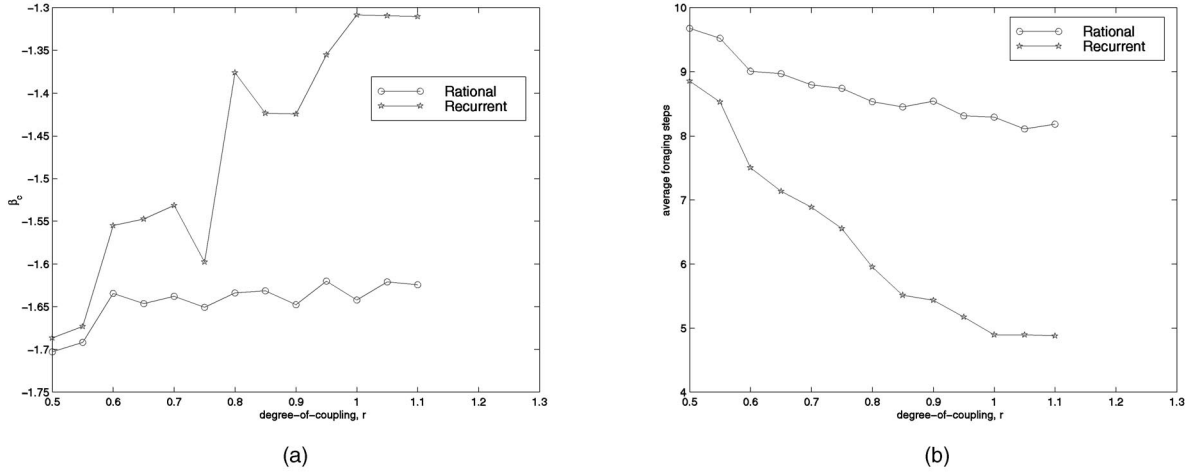 -1.3
-1.35
-1.4
-1.45
-1.5
-1.55
-1.6
-1.65
-1.7
-1.75
βc
Rational
Recurrent
0.5 0.6 0.7 0.8 0.9 1 1.1 1.2 1.3
degree-of-coupling, r
(a)
10
9
8
7
6
5
4
average foraging steps
Rational
Recurrent
0.5 0.6 0.7 0.8 0.9 1 1.1 1.2 1.3
degree-of-coupling, r
(b)